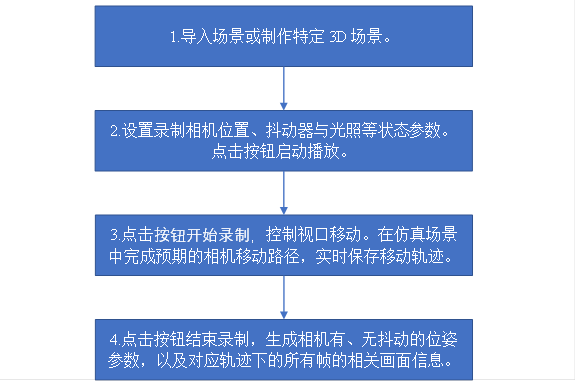 1.导入场景或制作特定3D场景。
2.设置录制相机位置、抖动器与光照等状态参数。
点击按钮启动播放。
3.点击按钮开始录制，控制视口移动。在仿真场景
中完成预期的相机移动路径，实时保存移动轨迹。
4.点击按钮结束录制，生成相机有、无抖动的位姿
参数，以及对应轨迹下的所有帧的相关画面信息。